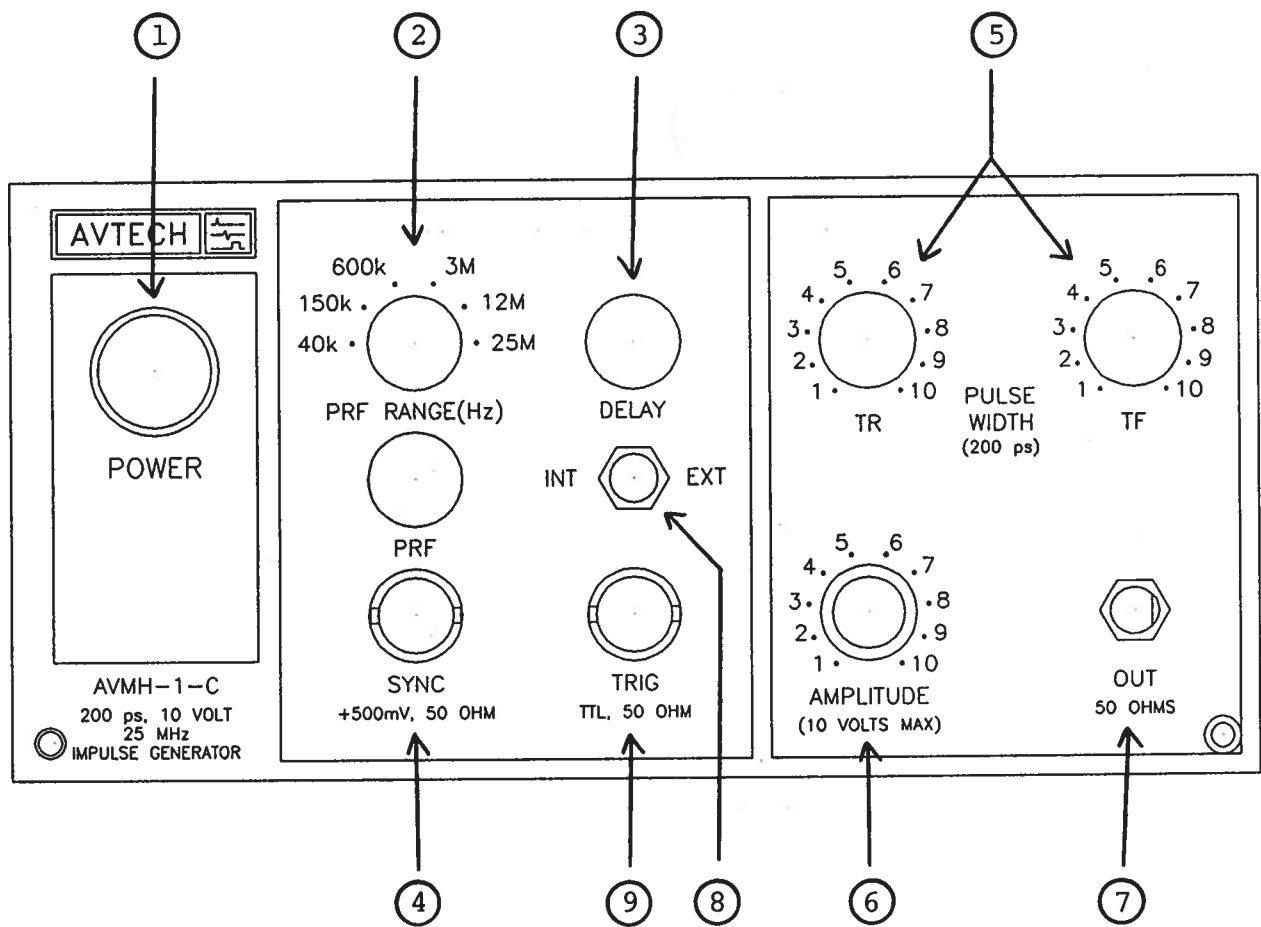 1 2 3 5
AVTECH
POWER
AVMH-1-C
200 ps, 10 VOLT
25 MHz
IMPULSE GENERATOR
600k 3M
150k 12M
40k 25M
PRF RANGE(Hz)
PRF
SYNC
+500mV, 50 OHM
DELAY
INT EXT
TRIG
TTL, 50 OHM
5 6
4 7
3 8
2 9
1 10
TR
PULSE
WIDTH
(200 ps)
5 6
4 7
3 8
2 9
1 10
TF
5 6
4 7
3 8
2 9
1 10
AMPLITUDE
(10 VOLTS MAX)
OUT
50 OHMS
4 9 8 6 7